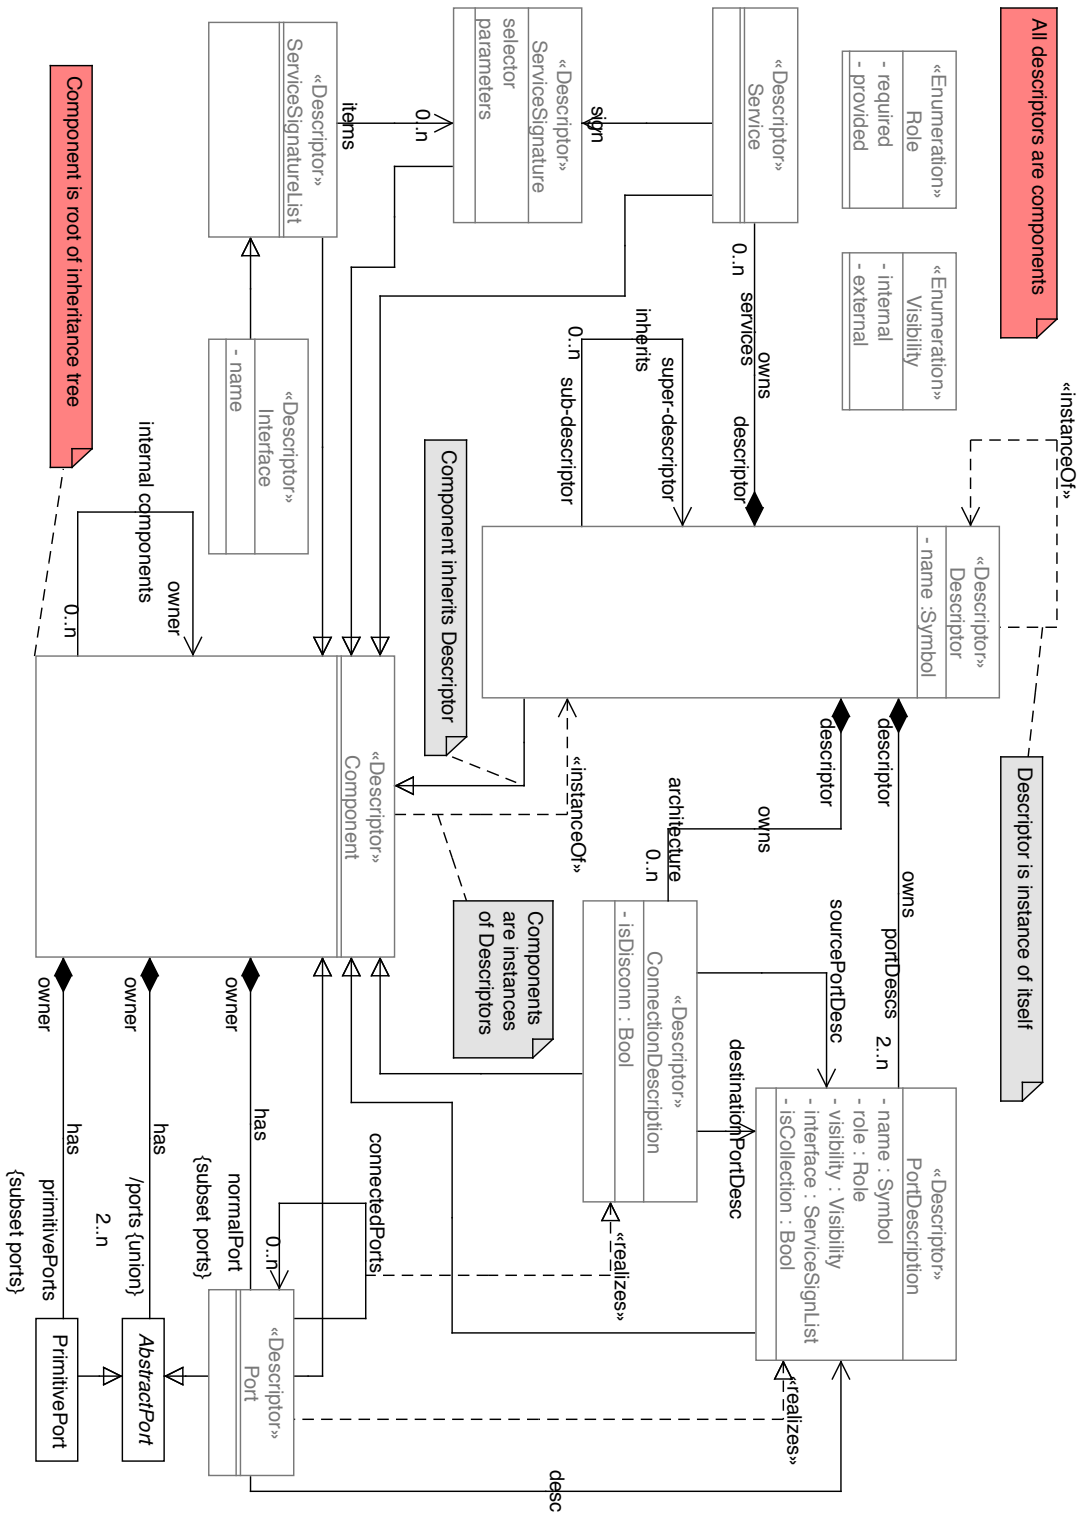 All descriptors are components
«Enumeration»
Role
- required
- provided
«Enumeration»
Visibility
- internal
- external
«instanceOf»
«Descriptor»
Descriptor
- name :Symbol
Descriptor is instance of itself
«Descriptor»
Service
0..n
services
owns
descriptor
sign
«Descriptor»
ServiceSignature
selector
parameters
inherits
0..n
super-descriptor
sub-descriptor
descriptor
owns
portDescs
2..n
descriptor
owns
architecture
0..n
sourcePortDesc
destinationPortDesc
«Descriptor»
PortDescription
- name : Symbol
- role : Role
- visibility : Visibility
- interface : ServiceSignList
- isCollection : Bool
«Descriptor»
ConnectionDescription
- isDisconn : Bool
«realizes»
«realizes»
desc
«instanceOf»
Component inherits Descriptor
Components
are instances
of Descriptors
0..n
items
«Descriptor»
ServiceSignatureList
«Descriptor»
Interface
- name
«Descriptor»
Component
connectedPorts
0..n
owner
has
normalPort
{subset ports}
«Descriptor»
Port
owner
has
/ports {union}
2..n
AbstractPort
owner
has
primitivePorts
{subset ports}
PrimitivePort
internal components
owner
0..n
Component is root of inheritance tree